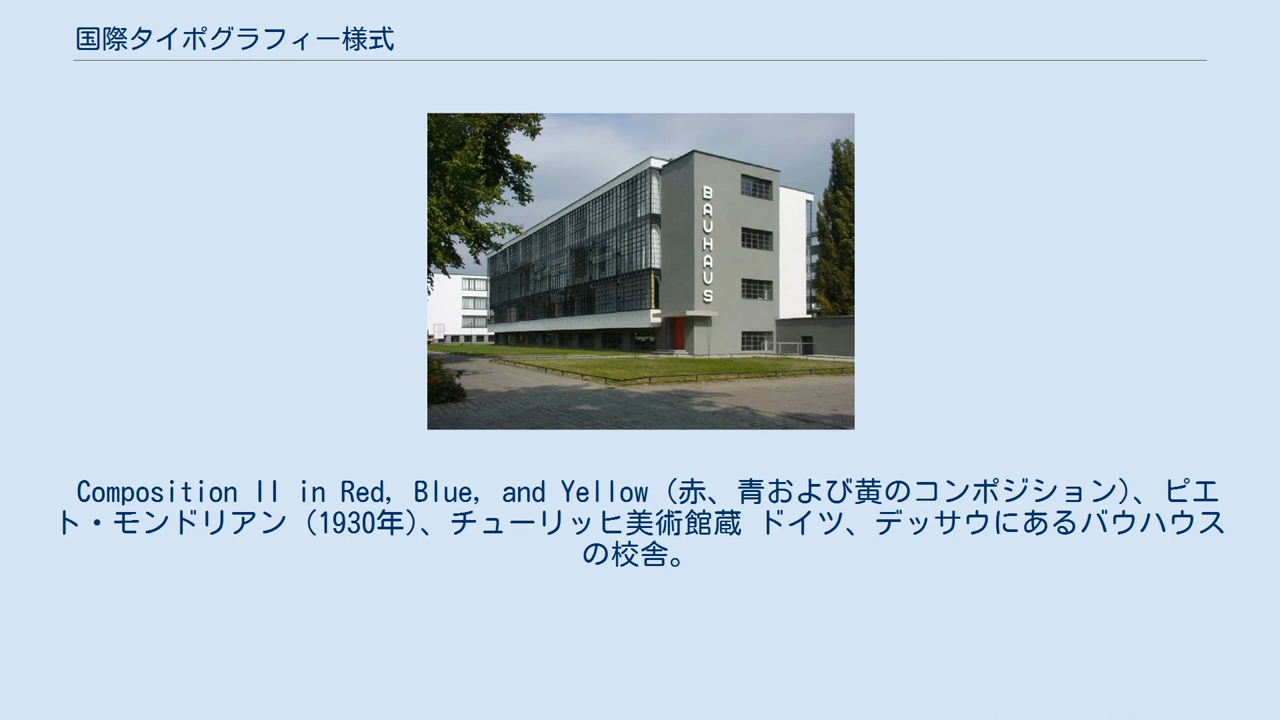 国際タイポグラフィー様式
BAUHAUS
Composition II in Red, Blue, and Yellow（赤、青および黄のコンポジション）、ピエ
ト・モンドリアン（1930年）、チューリッヒ美術館蔵 ドイツ、デッサウにあるバウハウス
の校舎。